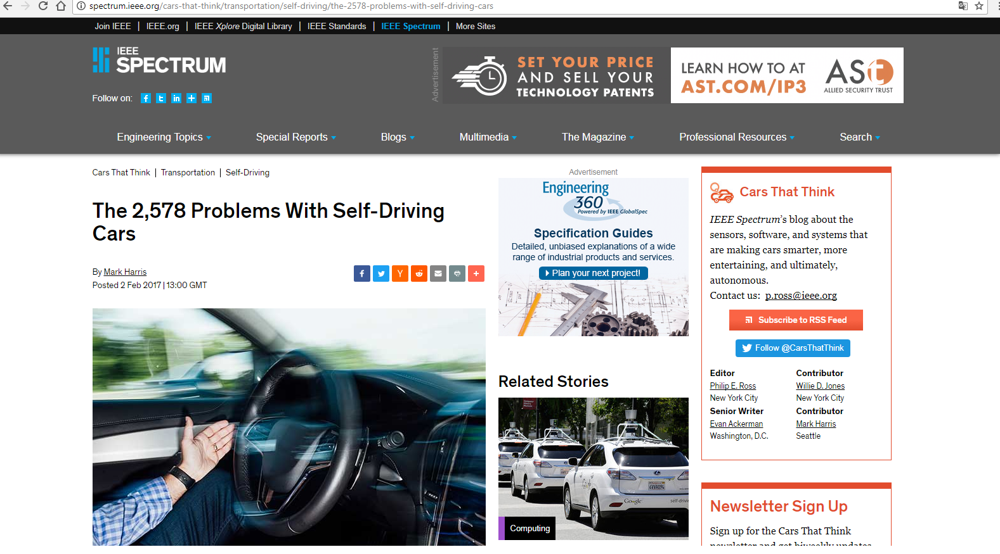 spectrum.ieee.org/cars-that-think/transportation/self-driving/the-2578-problems-with-self-driving-cars
Join IEEE | IEEE.org | IEEE Xplore Digital Library | IEEE Standards | IEEE Spectrum | More Sites
IEEE
SPECTRUM
Follow on:
Advertisement
SET YOUR PRICE
AND SELL YOUR
TECHNOLOGY PATENTS
LEARN HOW TO AT
AST.COM/IP3
AST
ALLIED SECURITY TRUST
Engineering Topics
Special Reports
Blogs
Multimedia
The Magazine
Professional Resources
Search
Cars That Think | Transportation | Self-Driving
The 2,578 Problems With Self-Driving
Cars
By Mark Harris
Posted 2 Feb 2017 | 13:00 GMT
Advertisement
Engineering
360
Powered by IEEE GlobalSpec
Specification Guides
Detailed, unbiased explanations of a wide
range of industrial products and services.
Plan your next project!
Related Stories
Google
self-drivin
Computing
Cars That Think
IEEE Spectrum's blog about the
sensors, software, and systems that
are making cars smarter, more
entertaining, and ultimately,
autonomous.
Contact us: p.ross@ieee.org
Subscribe to RSS Feed
Follow @CarsThatThink
Editor
Philip E. Ross
New York City
Contributor
Willie D. Jones
New York City
Senior Writer
Evan Ackerman
Washington, D.C.
Contributor
Mark Harris
Seattle
Newsletter Sign Up
Sign up for the Cars That Think
newsletter and get biweekly updates